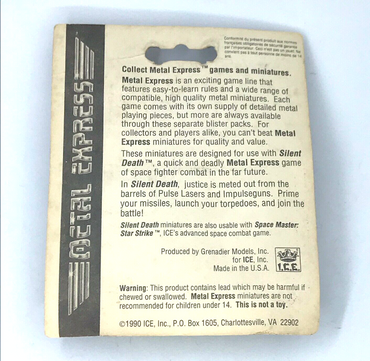 Collect Metal Express™ games and miniatures.
Metal Express is an exciting game line that
features easy-to-learn rules and a wide range of
compatible, high quality metal miniatures. Each
game comes with its own supply of detailed metal
playing pieces, but more are always available
through these separate blister packs. For
collectors and players alike, you can't beat Metal
Express miniatures for quality and value.
These miniatures are designed for use with Silent
Death™, a quick and deadly Metal Express game
of space fighter combat in the far future.
In Silent Death, justice is meted out from the
barrels of Pulse Lasers and Impulseguns. Prime
your missiles, launch your torpedoes, and join the
battle!
Silent Death miniatures are also usable with Space Master:
Star Strike™, ICE's advanced space combat game.
Produced by Grenadier Models, Inc.
for ICE, Inc.
Made in the U.S.A.
I.C.E.
Warning: This product contains lead which may be harmful if
chewed or swallowed. Metal Express miniatures are not
recommended for children under 14. This is not a toy.
©1990 ICE, Inc., P.O. Box 1605, Charlottesville, VA 22902
METAL EXPRESS